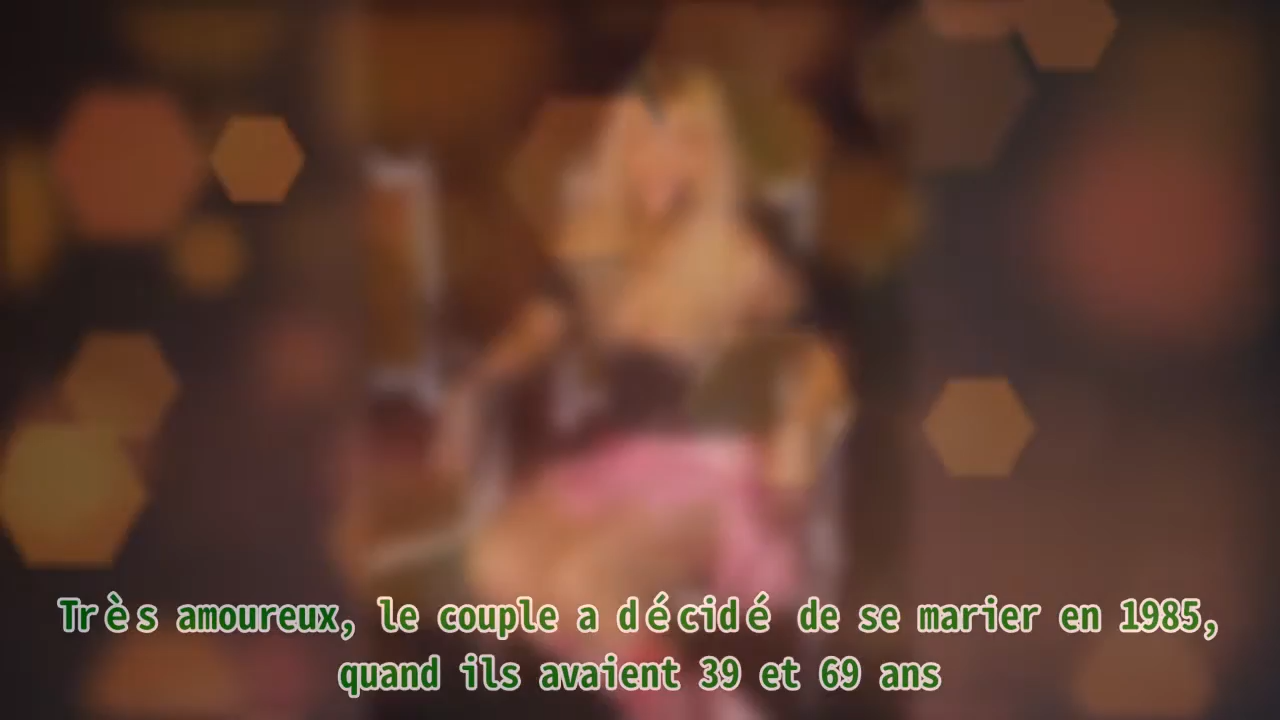 Très amoureux, le couple a décidé de se marier en 1985,
quand ils avaient 39 et 69 ans